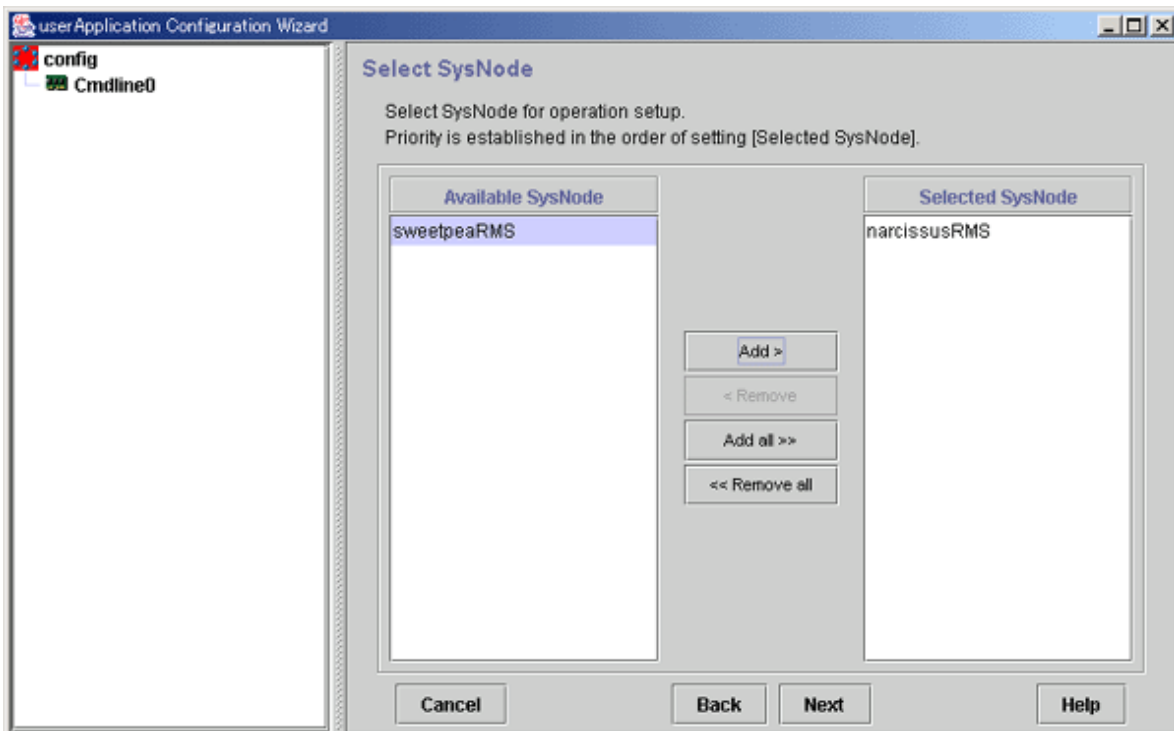 userApplication Configuration Wizard
config
Cmdline0
Select SysNode
Select SysNode for operation setup.
Priority is established in the order of setting [Selected SysNode].
Available SysNode
Selected SysNode
sweetpeaRMS
narcissusRMS
Add >
< Remove
Add all >>
<< Remove all
Cancel
Back
Next
Help